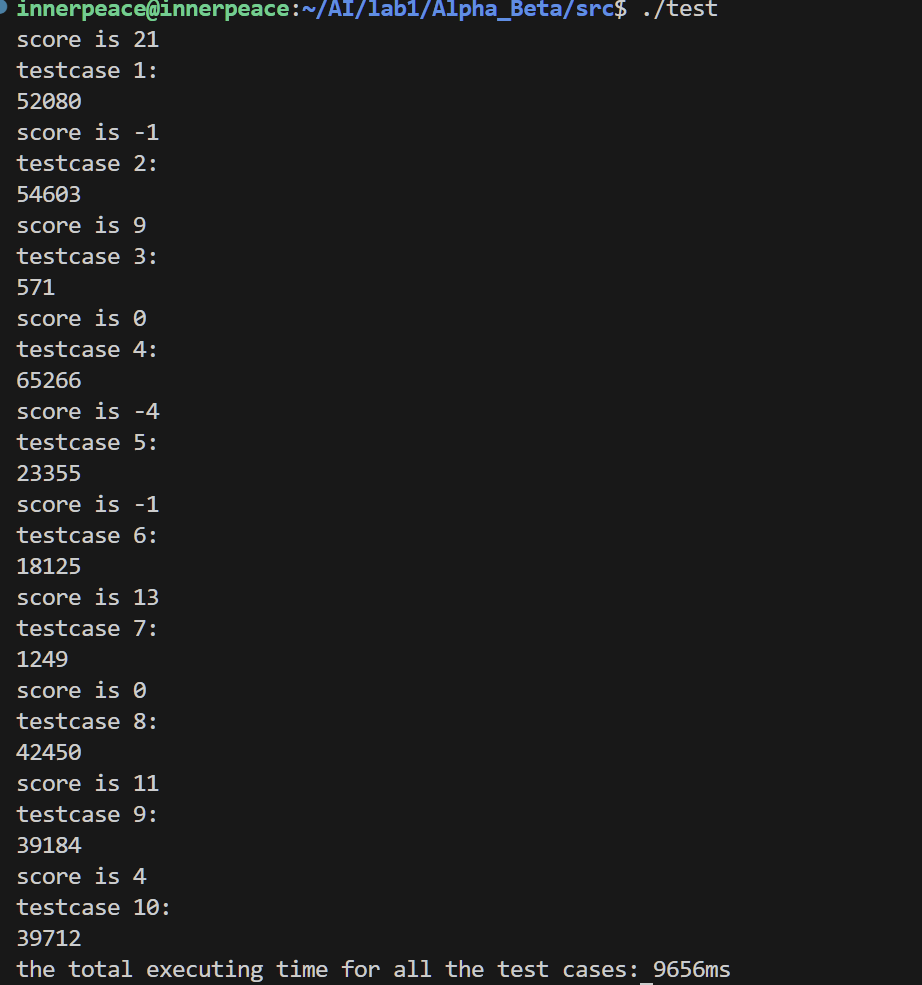 innerpeace@innerpeace:~/AI/lab1/Alpha_Beta/src$ ./test
score is 21
testcase 1:
52080
score is -1
testcase 2:
54603
score is 9
testcase 3:
571
score is 0
testcase 4:
65266
score is -4
testcase 5:
23355
score is -1
testcase 6:
18125
score is 13
testcase 7:
1249
score is 0
testcase 8:
42450
score is 11
testcase 9:
39184
score is 4
testcase 10:
39712
the total executing time for all the test cases: 9656ms